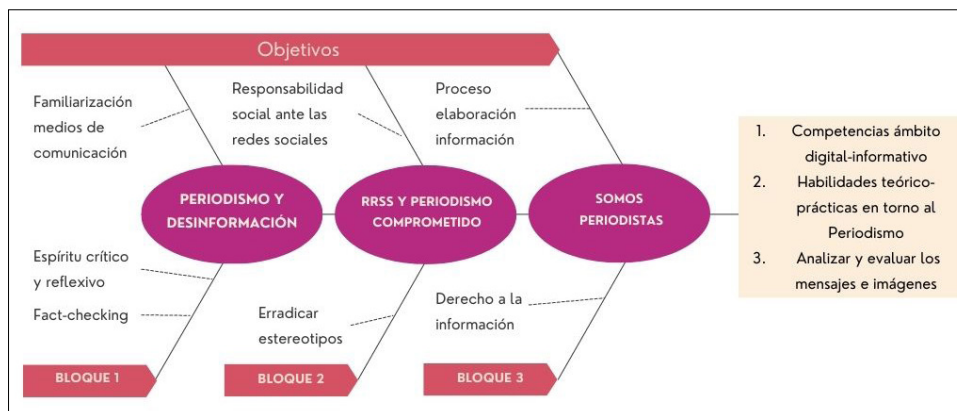 Objetivos
Familiarización
medios de
comunicación
Responsabilidad
social ante las
redes sociales
Proceso
elaboración
información
PERIODISMO Y
DESINFORMACIÓN
RRSS Y PERIODISMO
COMPROMETIDO
SOMOS
PERIODISTAS
1. Competencias ámbito
digital-informativo
2. Habilidades teórico-
prácticas en torno al
Periodismo
3. Analizar y evaluar los
mensajes e imágenes
Espíritu crítico
y reflexivo
Fact-checking
Erradicar
estereotipos
Derecho a la
información
BLOQUE 1
BLOQUE 2
BLOQUE 3